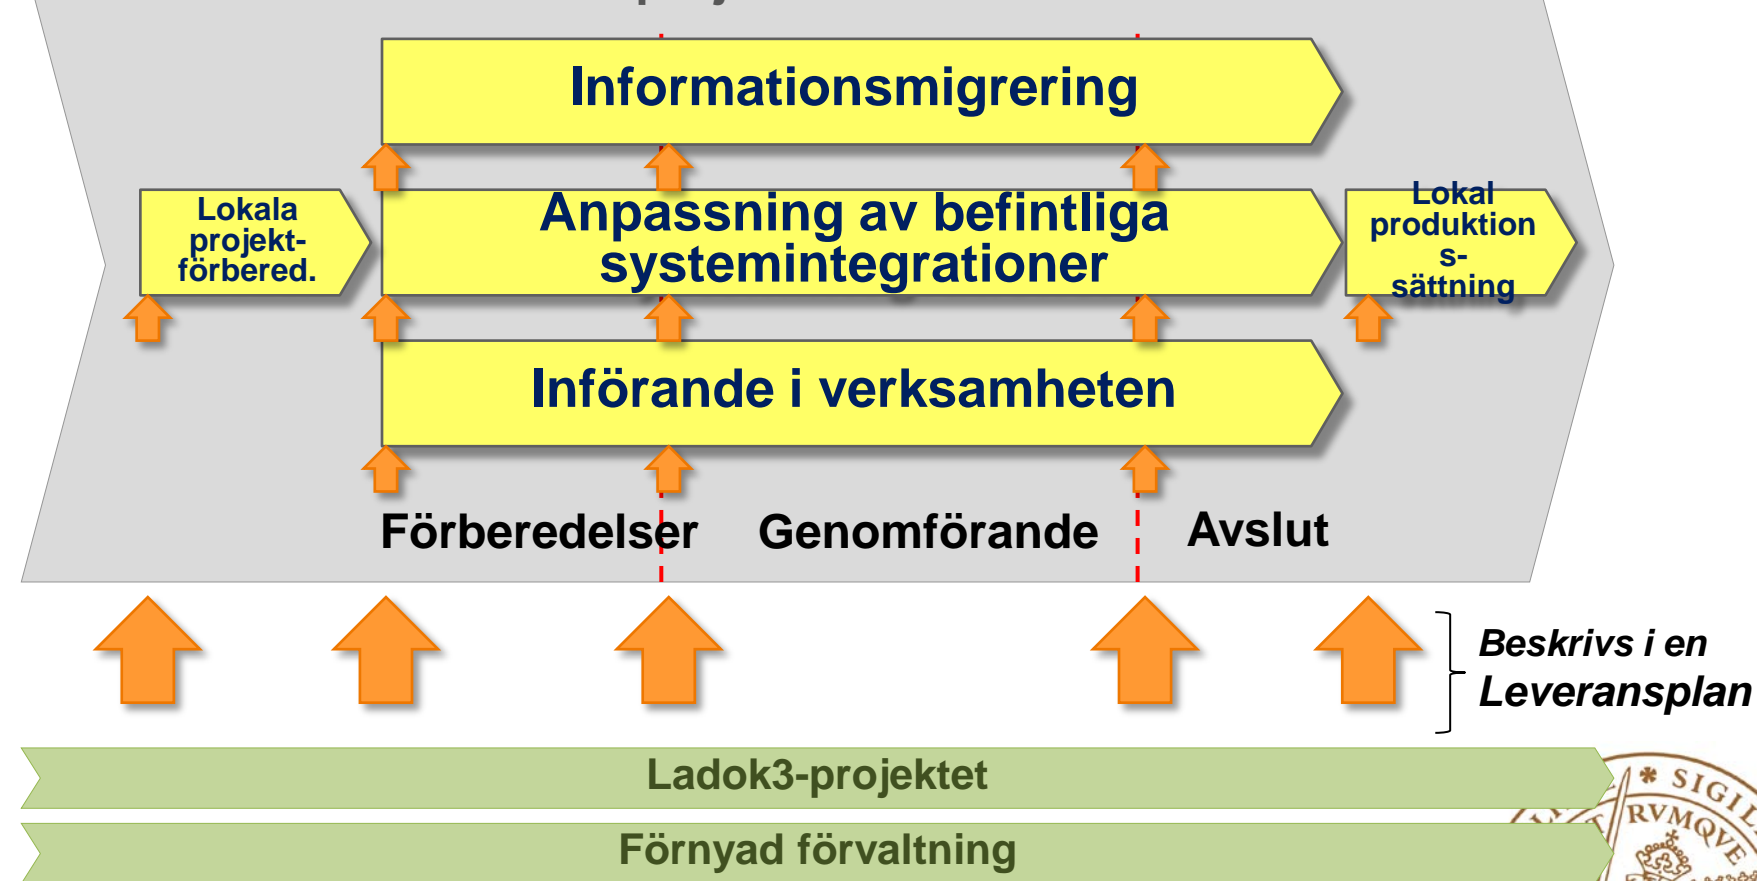 Informationsmigrering
Lokala
projekt-
förbered.
Anpassning av befintliga
systemintegrationer
Lokal
produktion
s-
sättning
Införande i verksamheten
Förberedelser
Genomförande
Avslut
Beskrivs i en
Leveransplan
Ladok3-projektet
Förnyad förvaltning
SIGIL
RVMQVE